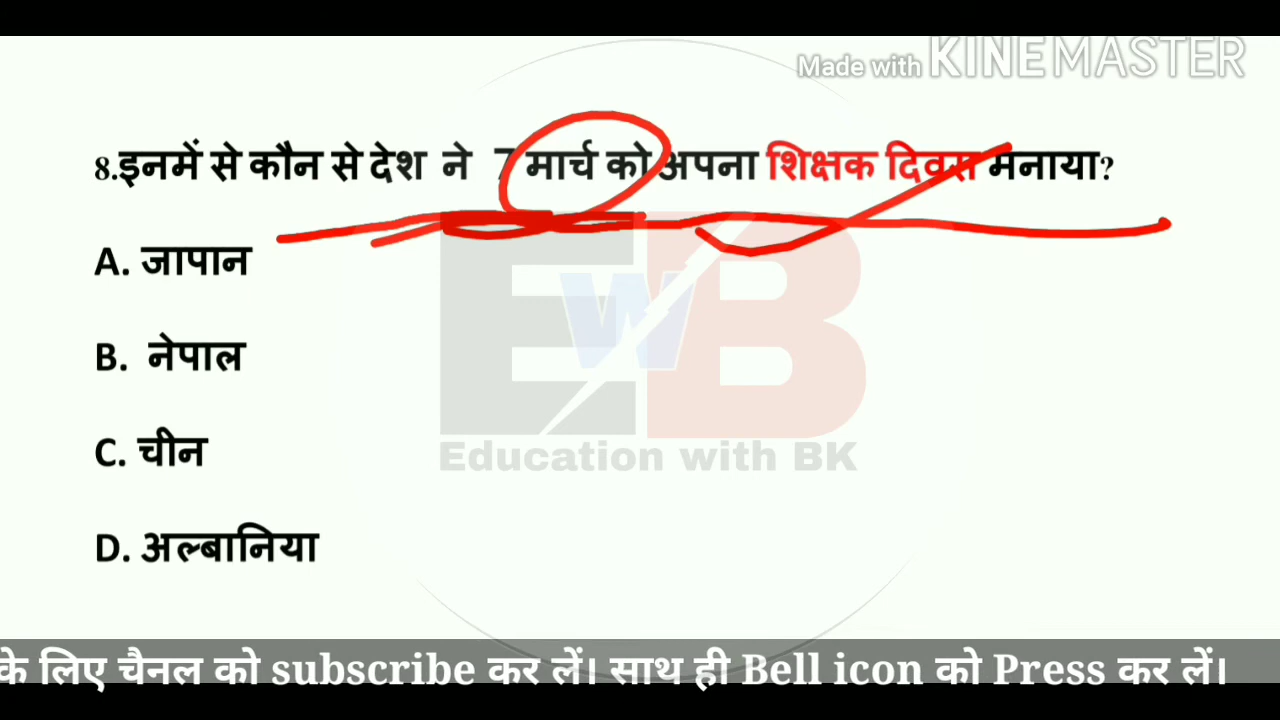 Made with KINEMASTER
8.इनमें से कौन से देश ने 7 मार्च को अपना शिक्षक दिवस मनाया?
A. जापान
B. नेपाल
C. चीन
D. अल्बानिया
EwB
Education with BK
के लिए चैनल को subscribe कर लें। साथ ही Bell icon को Press कर लें।